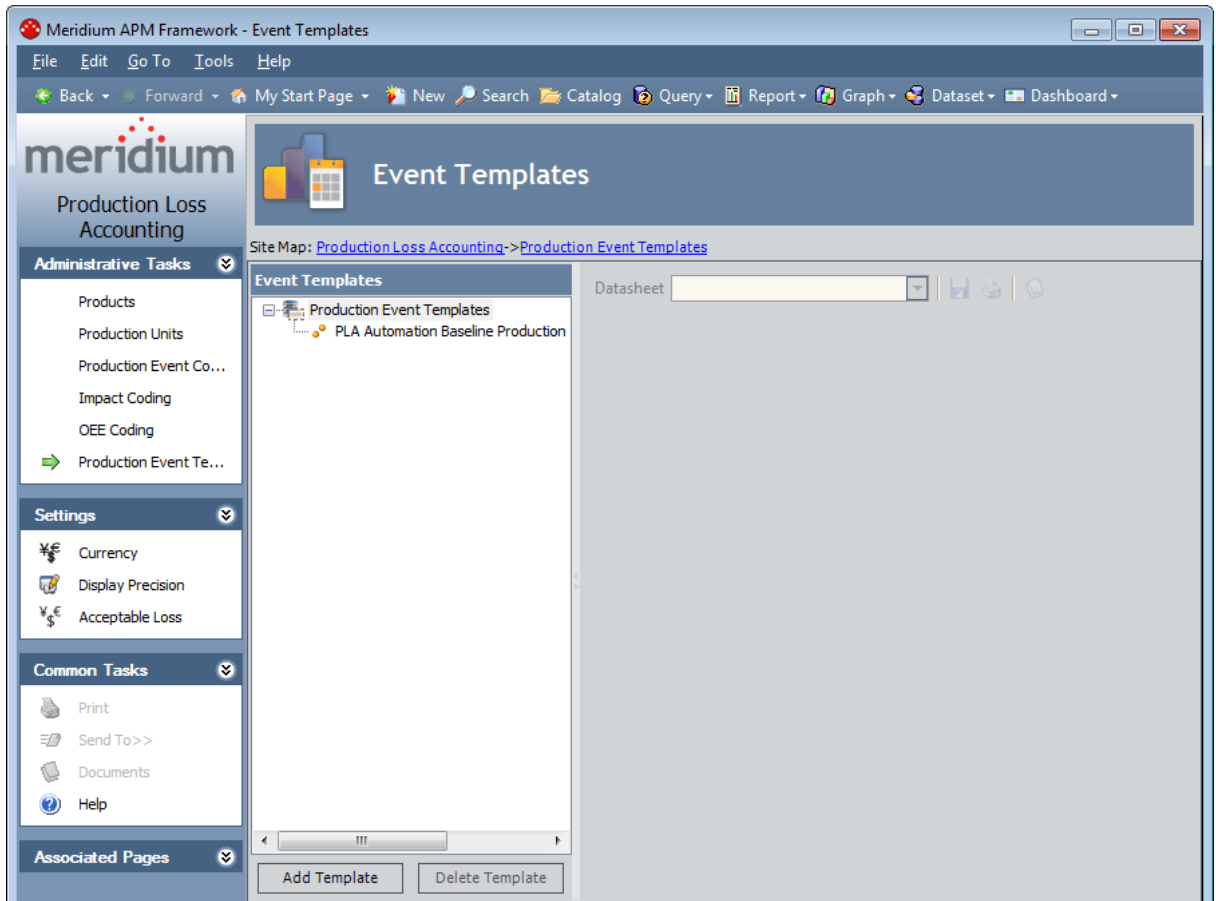 Meridium APM Framework - Event Templates
File Edit Go To Tools Help
Back Forward My Start Page New Search Catalog Query Report Graph Dataset Dashboard
meridium
Production Loss
Accounting
Event Templates
Site Map: Production Loss Accounting->Production Event Templates
Administrative Tasks
Products
Production Units
Production Event Co...
Impact Coding
OEE Coding
Production Event Te...
Settings
Currency
Display Precision
Acceptable Loss
Common Tasks
Print
Send To>>
Documents
Help
Associated Pages
Event Templates
Production Event Templates
PLA Automation Baseline Production
Add Template Delete Template
Datasheet